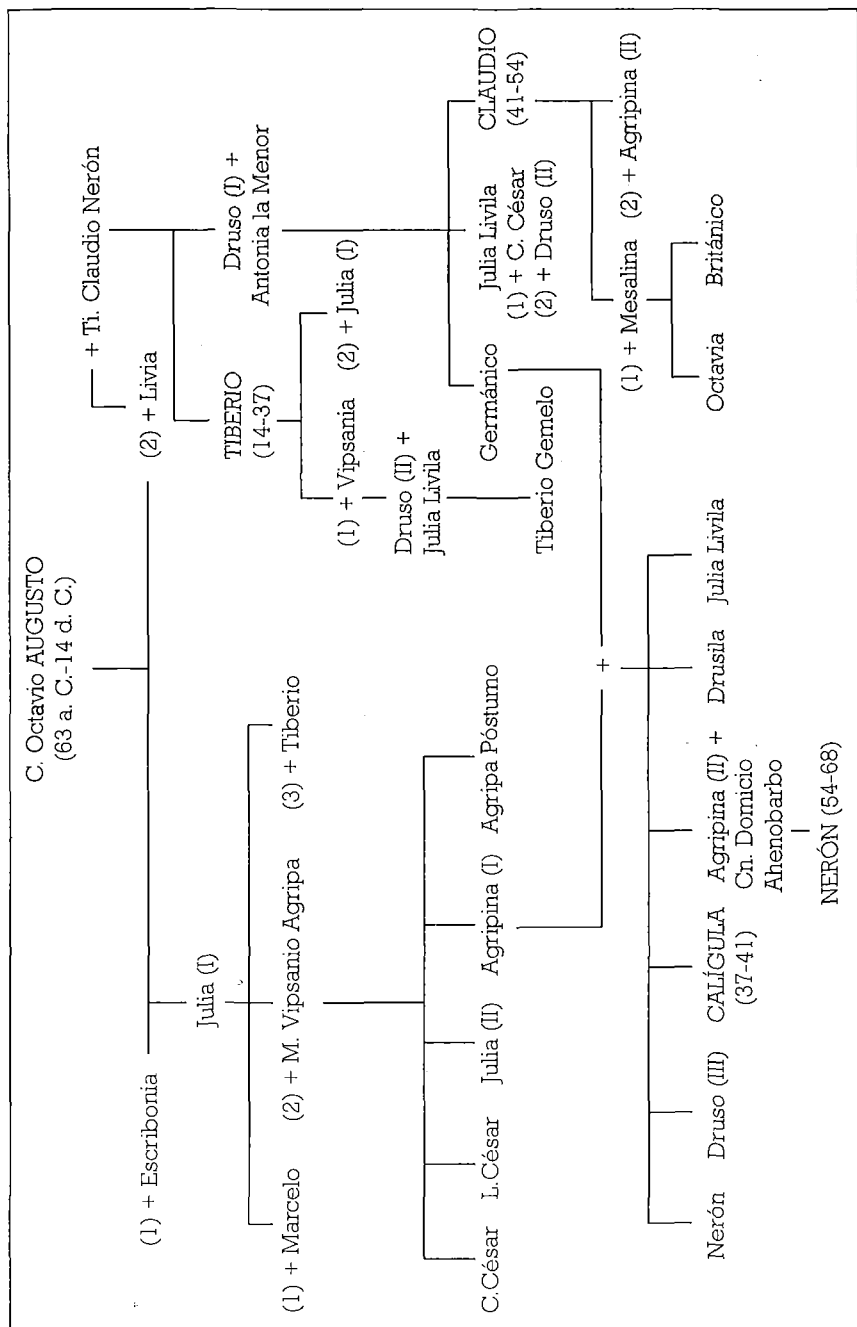 C. Octavio AUGUSTO
(63 a. C.-14 d. C.)
(1) + Escribonia
(2) + Livia
+ Ti. Claudio Nerón
Julia (I)
(1) + Marcelo
(2) + M. Vipsanio Agripa
(3) + Tiberio
TIBERIO
(14-37)
Druso (I) +
Antonia la Menor
(1) + Vipsania
(2) + Julia (I)
Druso (II) +
Julia Livila
Tiberio Gemelo
C. César
L. César
Julia (II)
Agripina (I)
Agripa Póstumo
Germánico
Julia Livila
(1) + C. César
(2) + Druso (II)
CLAUDIO
(41-54)
(1) + Mesalina
(2) + Agripina (II)
Octavia
Británico
+
Nerón
Druso (III)
CALÍGULA
(37-41)
Agripina (II) +
Cn. Domicio
Ahenobarbo
Drusila
Julia Livila
NERÓN (54-68)